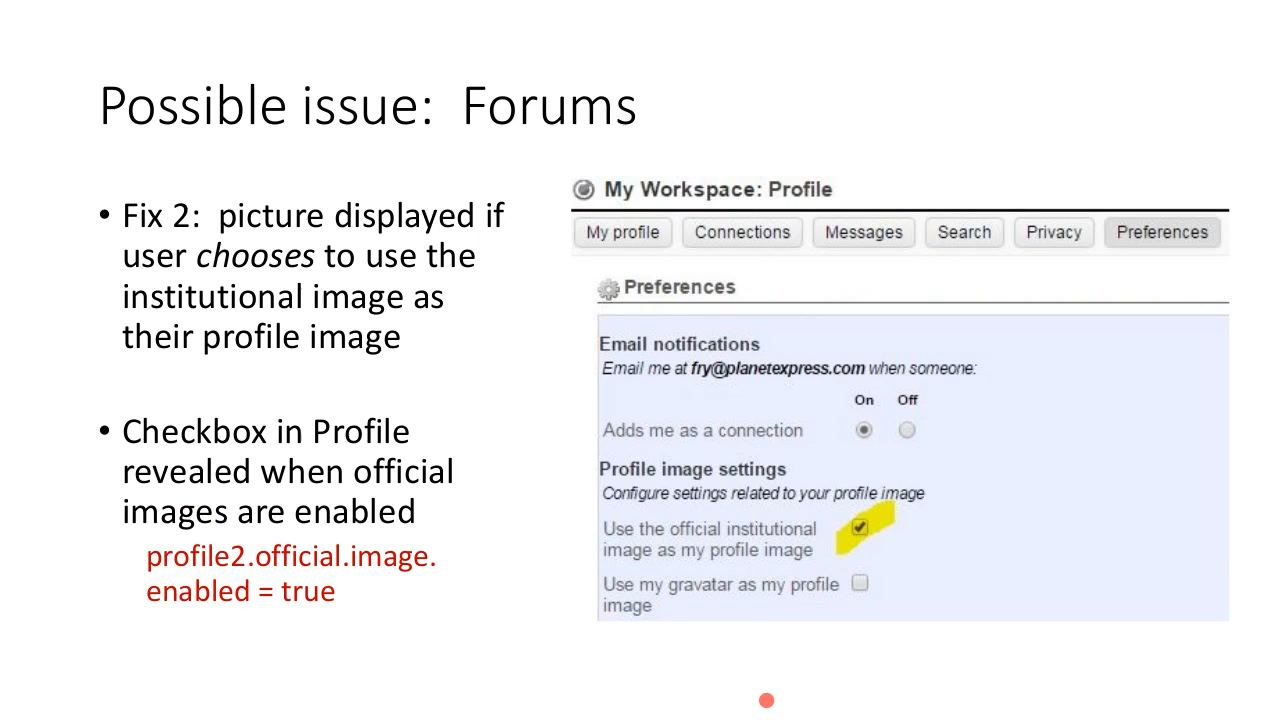 Possible issue:  Forums
• Fix 2:  picture displayed if
user chooses to use the
institutional image as
their profile image
• Checkbox in Profile
revealed when official
images are enabled
profile2.official.image.
enabled = true
My Workspace: Profile
My profile Connections Messages Search Privacy Preferences
Preferences
Email notifications
Email me at fry@planetexpress.com when someone:
On Off
Adds me as a connection
Profile image settings
Configure settings related to your profile image
Use the official institutional
image as my profile image
Use my gravatar as my profile
image